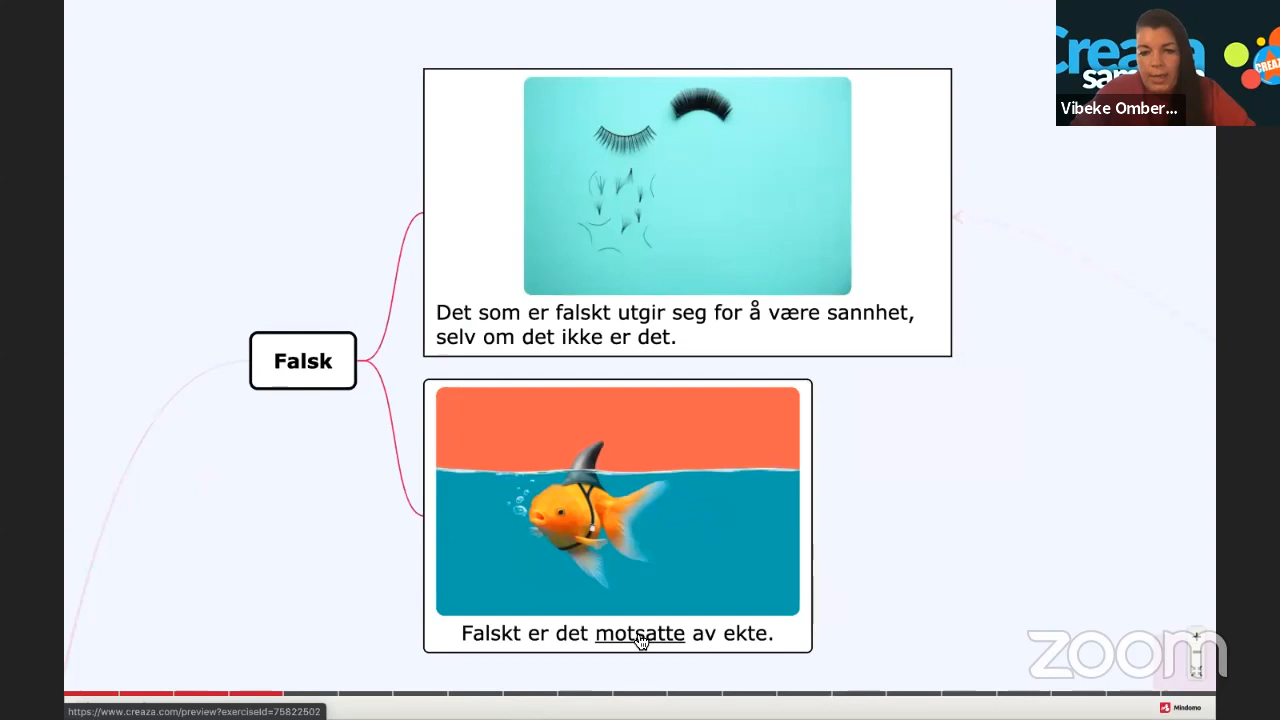 Creaza
CREAZA
Vibeke Omber...
Det som er falskt utgir seg for å være sannhet,
selv om det ikke er det.
Falsk
Falskt er det motsatte av ekte.
zoom
https://www.creaza.com/preview?exerciseId=75822502
Mindomo